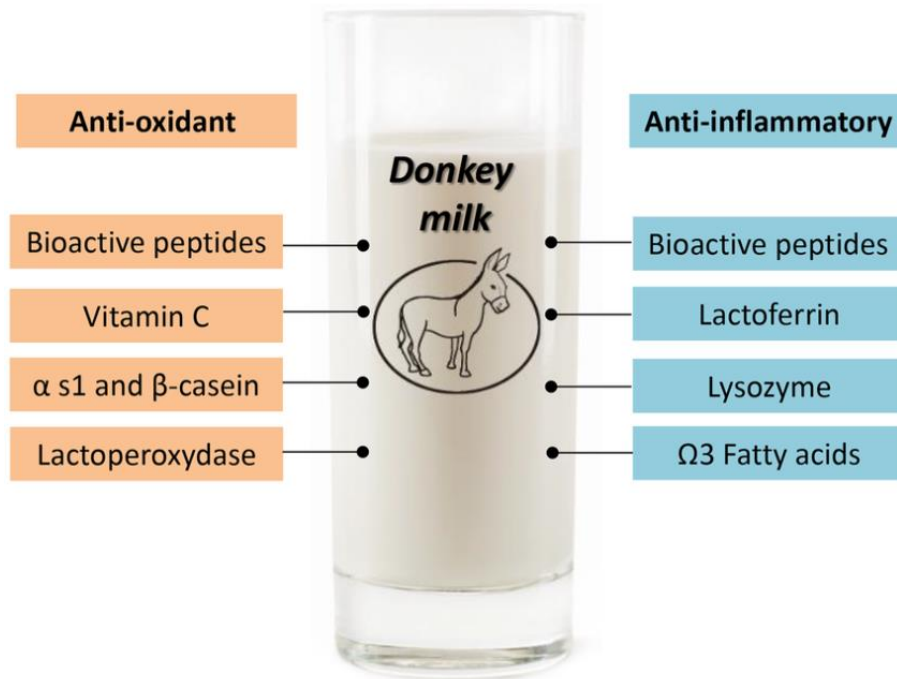 Anti-oxidant
Bioactive peptides
Vitamin C
α s1 and β-casein
Lactoperoxydase
Donkey
milk
Anti-inflammatory
Bioactive peptides
Lactoferrin
Lysozyme
Ω3 Fatty acids